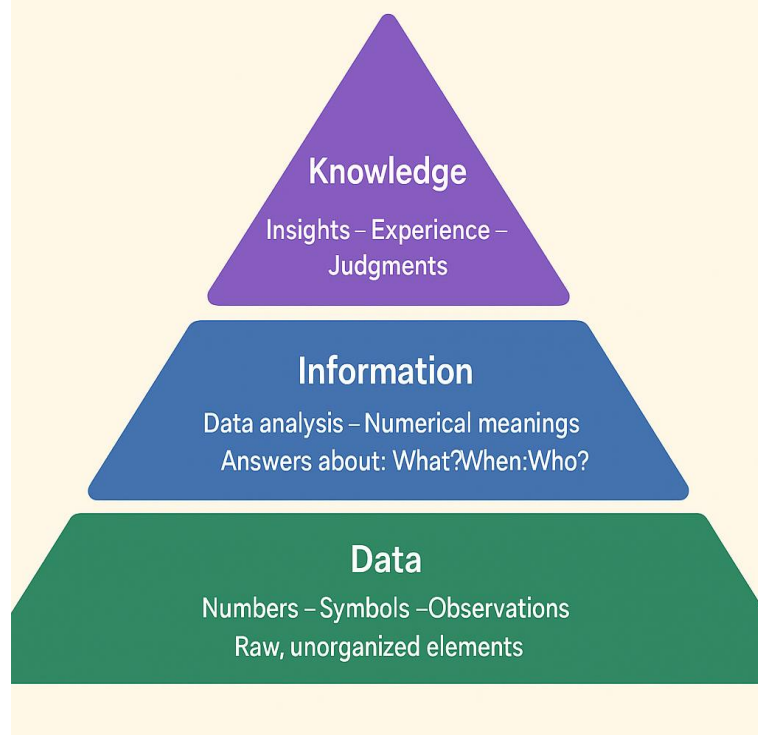 Knowledge
Insights – Experience –
Judgments
Information
Data analysis – Numerical meanings
Answers about: What?When:Who?
Data
Numbers – Symbols –Observations
Raw, unorganized elements